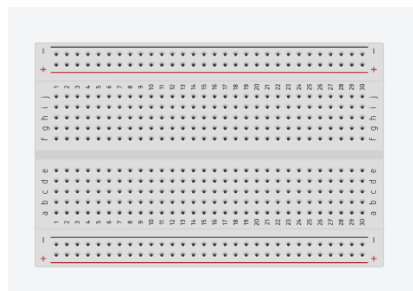 − −
+ +
1 2 3 4 5 6 7 8 9 10 11 12 13 14 15 16 17 18 19 20 21 22 23 24 25 26 27 28 29 30
j j
i i
h h
g g
f f
e e
d d
c c
b b
a a
1 2 3 4 5 6 7 8 9 10 11 12 13 14 15 16 17 18 19 20 21 22 23 24 25 26 27 28 29 30
− −
+ +